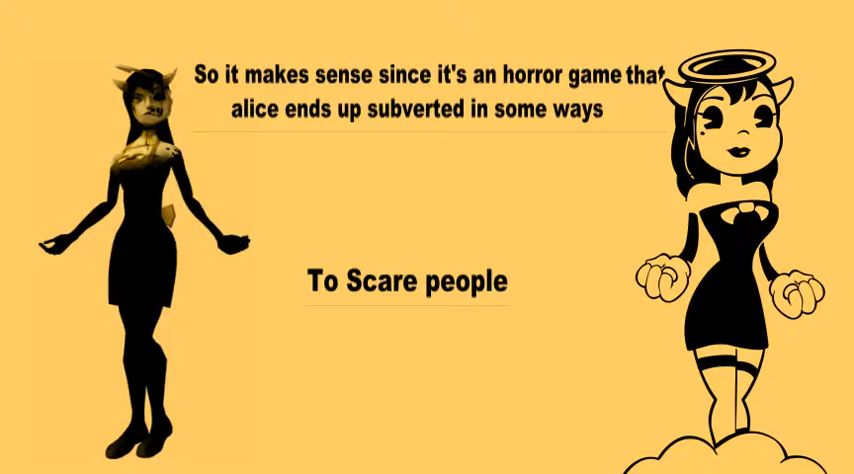 So it makes sense since it's an horror game that
alice ends up subverted in some ways
To Scare people